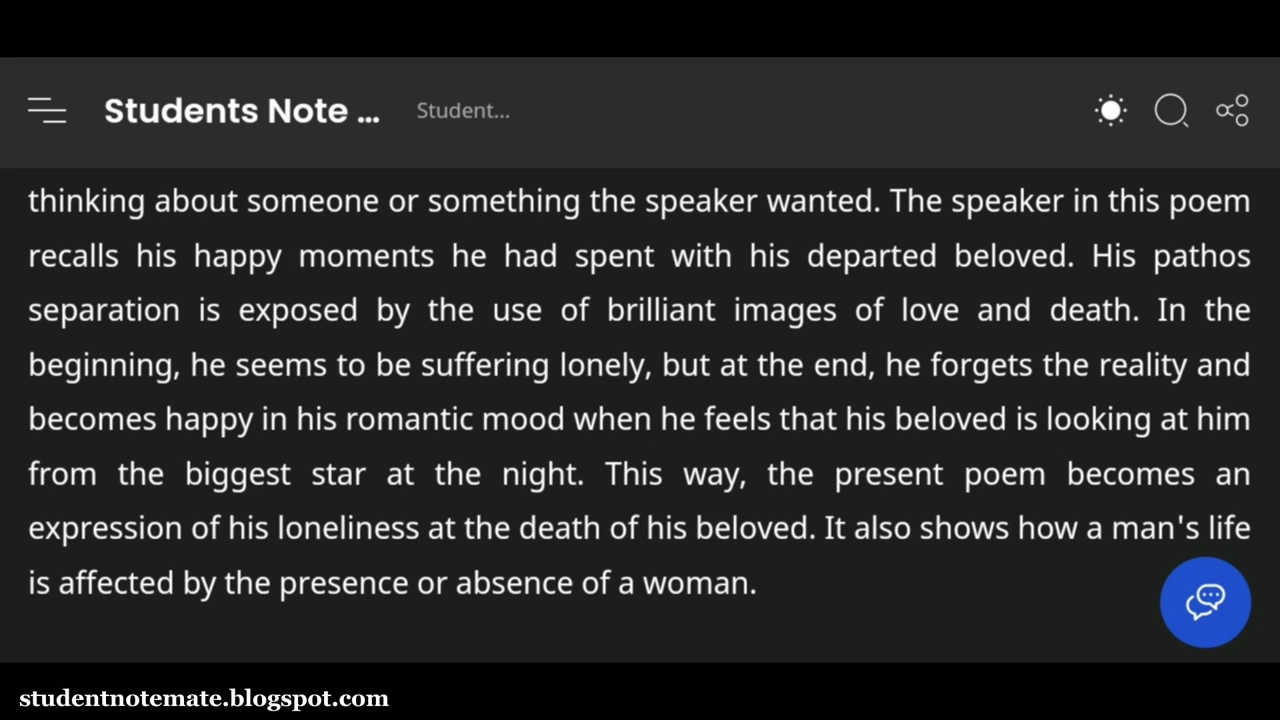 Students Note ... Student...
thinking about someone or something the speaker wanted. The speaker in this poem
recalls his happy moments he had spent with his departed beloved. His pathos
separation is exposed by the use of brilliant images of love and death. In the
beginning, he seems to be suffering lonely, but at the end, he forgets the reality and
becomes happy in his romantic mood when he feels that his beloved is looking at him
from the biggest star at the night. This way, the present poem becomes an
expression of his loneliness at the death of his beloved. It also shows how a man's life
is affected by the presence or absence of a woman.
studentnotemate.blogspot.com